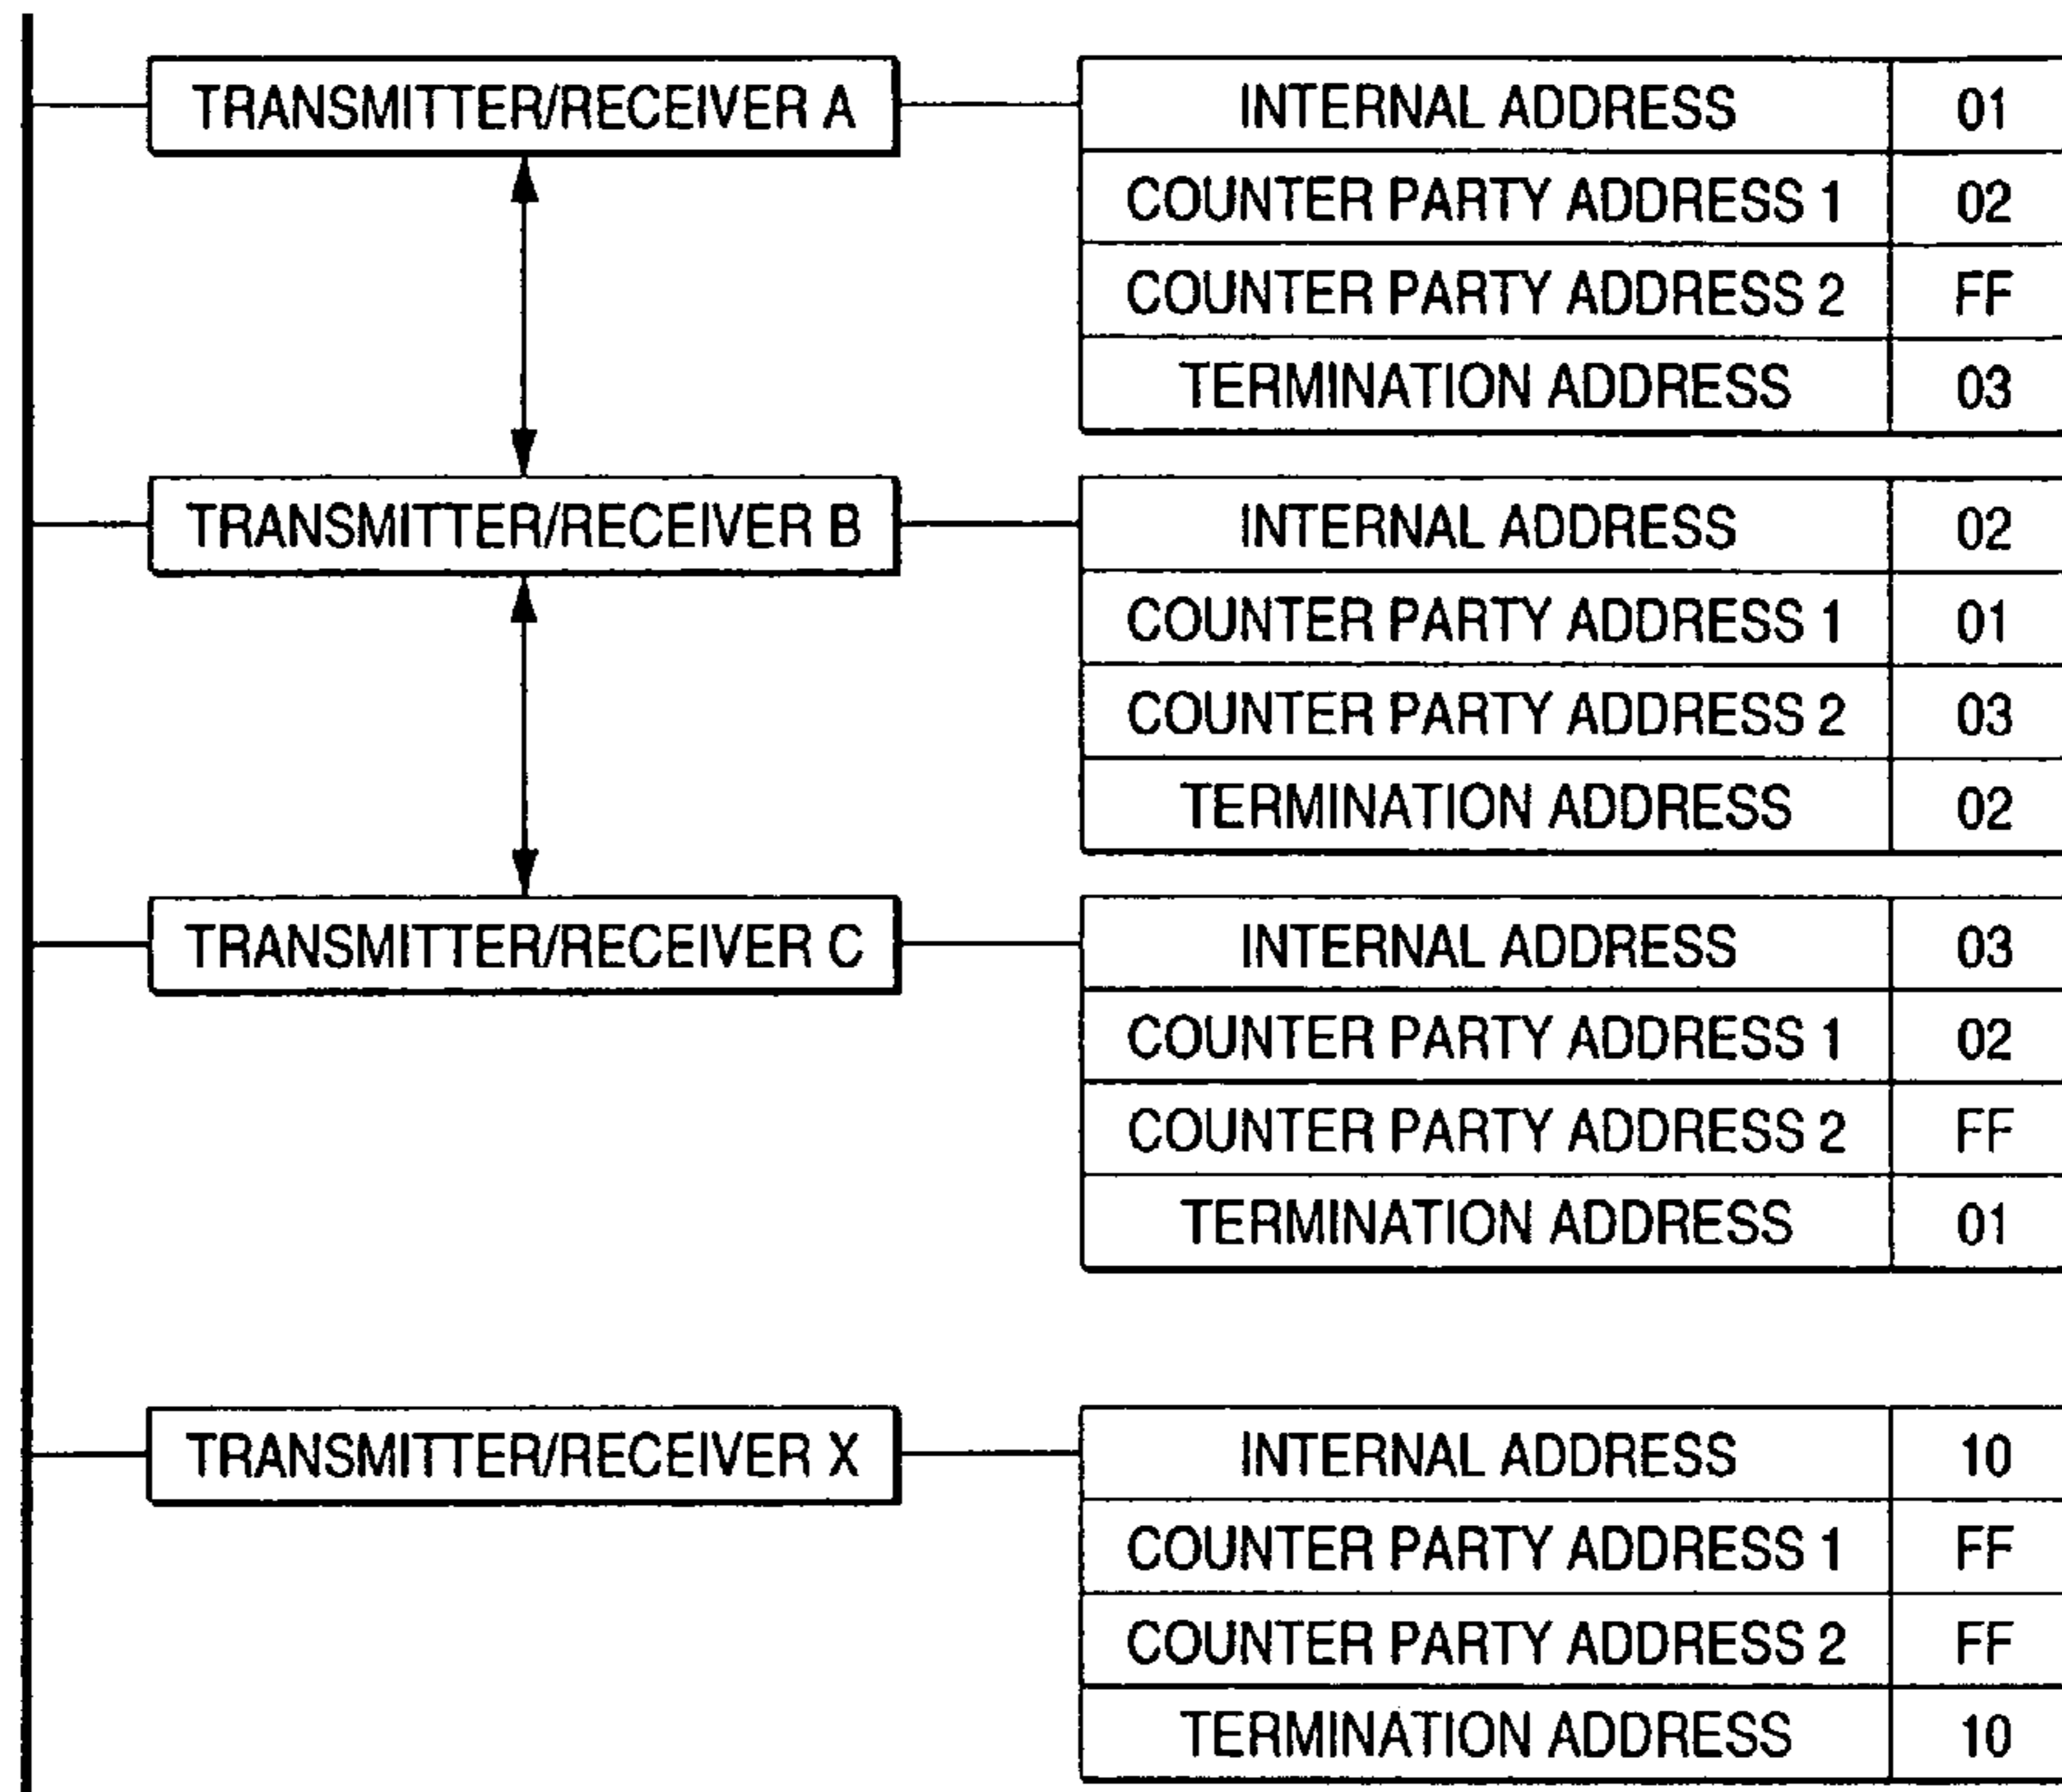 TRANSMITTER/RECEIVER A
INTERNAL ADDRESS 01
COUNTER PARTY ADDRESS 1 02
COUNTER PARTY ADDRESS 2 FF
TERMINATION ADDRESS 03
TRANSMITTER/RECEIVER B
INTERNAL ADDRESS 02
COUNTER PARTY ADDRESS 1 01
COUNTER PARTY ADDRESS 2 03
TERMINATION ADDRESS 02
TRANSMITTER/RECEIVER C
INTERNAL ADDRESS 03
COUNTER PARTY ADDRESS 1 02
COUNTER PARTY ADDRESS 2 FF
TERMINATION ADDRESS 01
TRANSMITTER/RECEIVER X
INTERNAL ADDRESS 10
COUNTER PARTY ADDRESS 1 FF
COUNTER PARTY ADDRESS 2 FF
TERMINATION ADDRESS 10